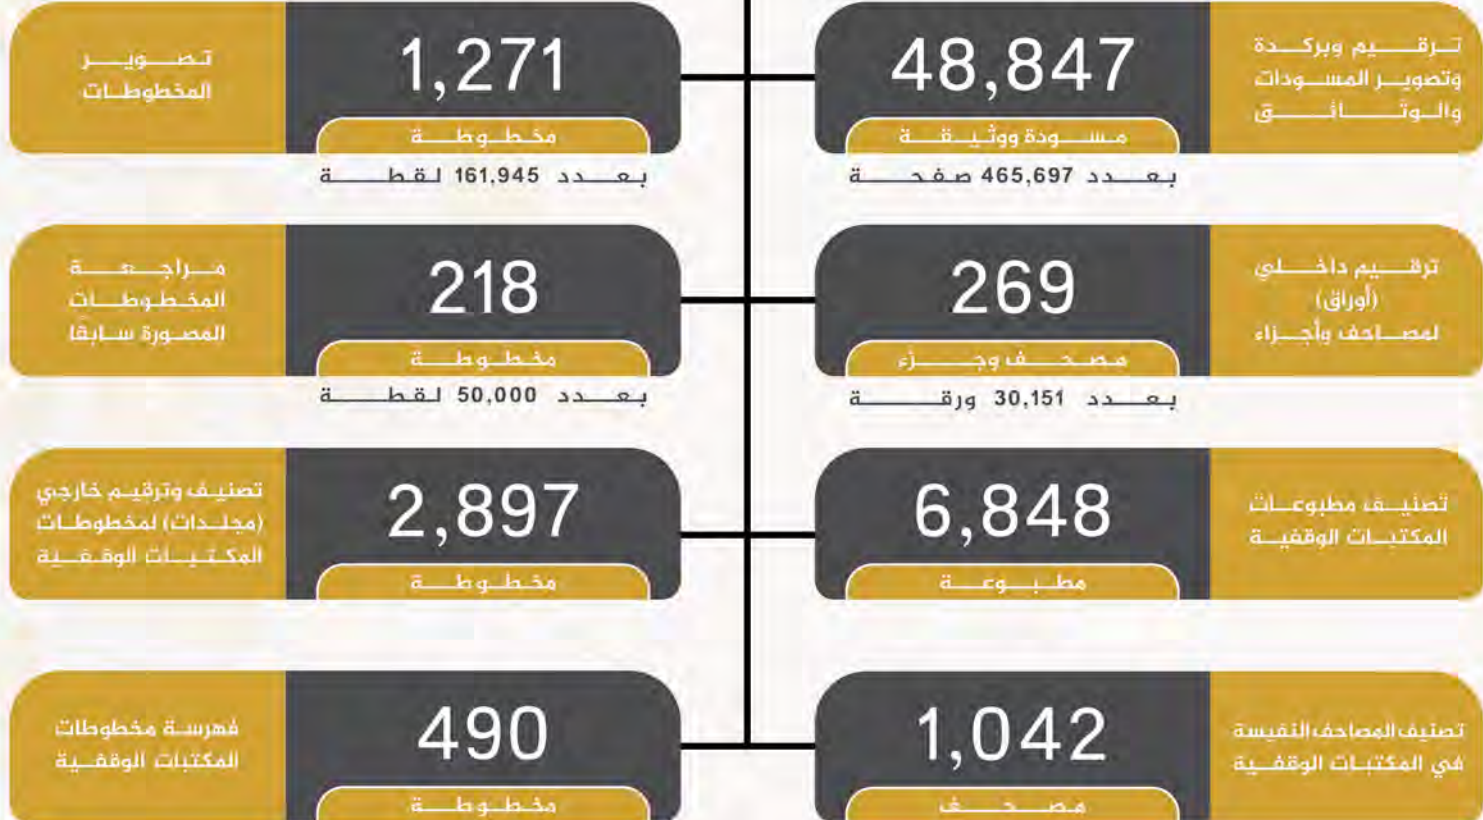 ترقيم وبركدة
وتصوير المسودات
والوثائق
48,847
مسودة ووثيقة
بعدد 465,697 صفحة
تصوير
المخطوطات
1,271
مخطوطة
بعدد 161,945 لقطة
ترقيم داخلي
(أوراق)
لمصاحف وأجزاء
269
مصحف وجزء
بعدد 30,151 ورقة
مراجعة
المخطوطات
المصورة سابقًا
218
مخطوطة
بعدد 50,000 لقطة
تصنيف مطبوعات
المكتبات الوقفية
6,848
مطبوعة
تصنيف وترقيم خارجي
(مجلدات) لمخطوطات
المكتبات الوقفية
2,897
مخطوطة
تصنيف المصاحف النفيسة
في المكتبات الوقفية
1,042
مصحف
فهرسة مخطوطات
المكتبات الوقفية
490
مخطوطة